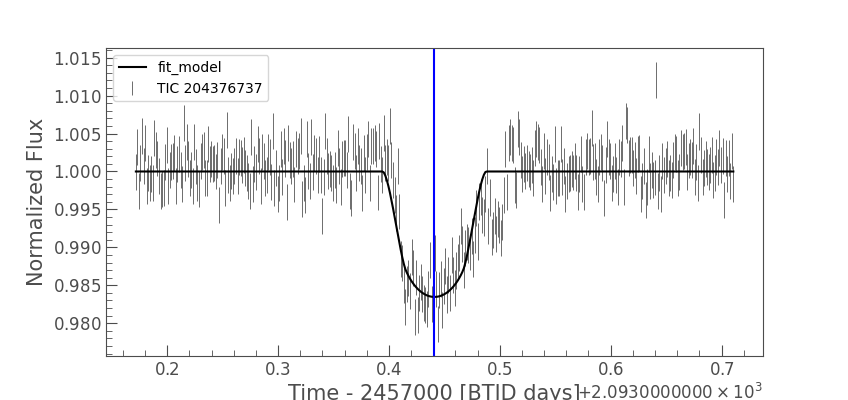 1.015
1.010
1.005
1.000
0.995
0.990
0.985
0.980
Normalized Flux
fit_model
TIC 204376737
0.2 0.3 0.4 0.5 0.6 0.7
Time - 2457000 [BTJD days]
+2.0930000000 × 10³